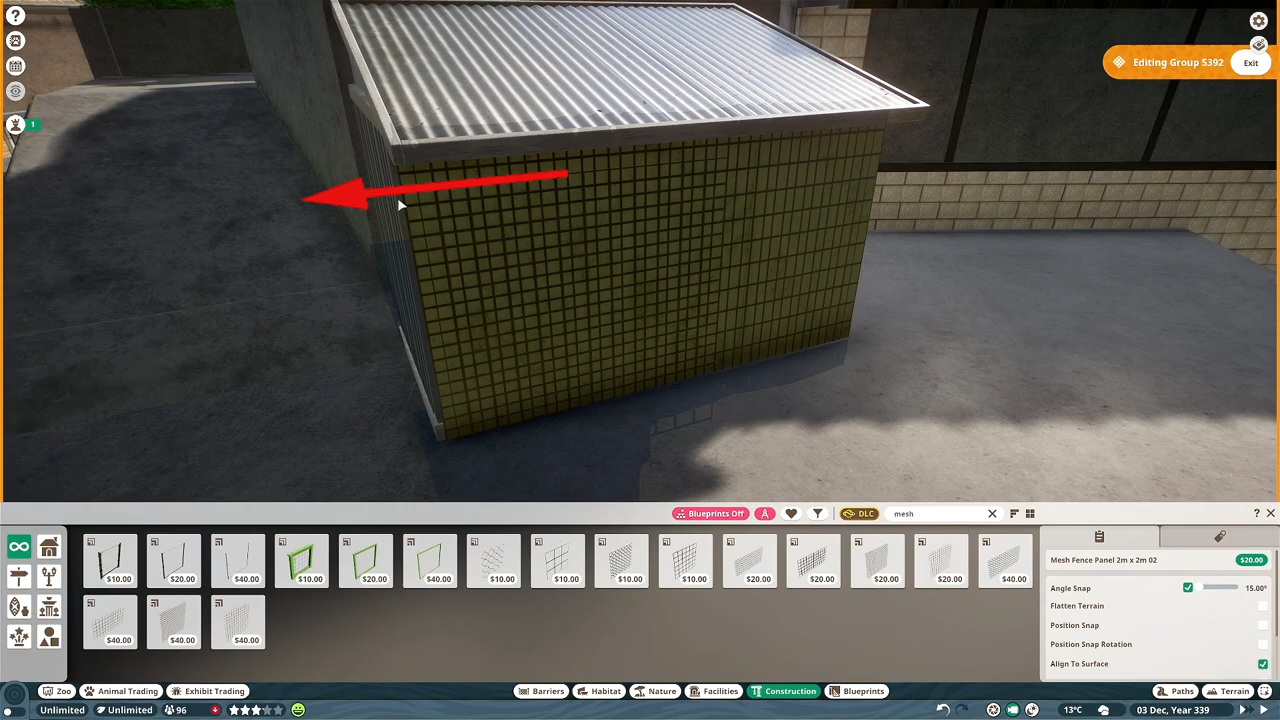 ?
Editing Group 5392
Exit
1
Blueprints Off
A
DLC
mesh
?
$10.00
$20.00
$40.00
$10.00
$20.00
$40.00
$10.00
$10.00
$10.00
$10.00
$20.00
$20.00
$20.00
$20.00
$40.00
$40.00
$40.00
$40.00
Mesh Fence Panel 2m x 2m 02
$20.00
Angle Snap
15.00°
Flatten Terrain
Position Snap
Position Snap Rotation
Align To Surface
Zoo
Animal Trading
Exhibit Trading
Barriers
Habitat
Nature
Facilities
Construction
Blueprints
Paths
Terrain
Unlimited
Unlimited
96
13°C
03 Dec, Year 339